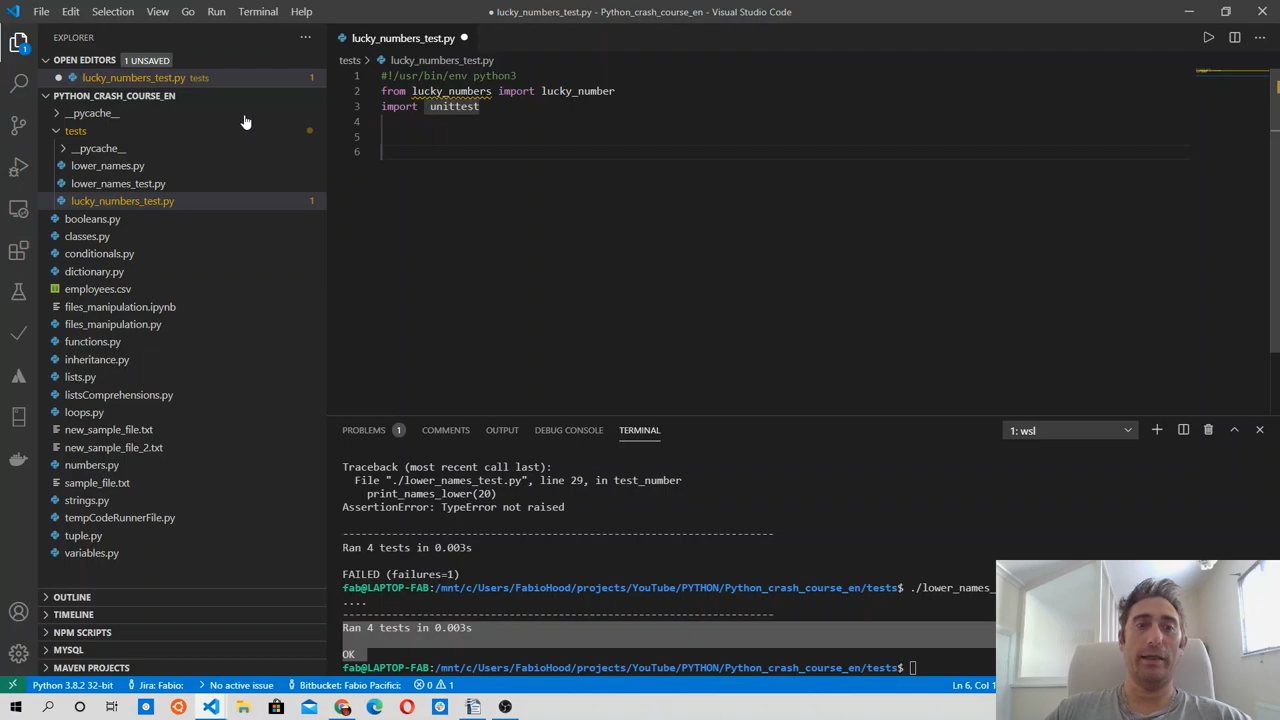 File Edit Selection View Go Run Terminal Help
● lucky_numbers_test.py - Python_crash_course_en - Visual Studio Code
EXPLORER
OPEN EDITORS 1 UNSAVED
lucky_numbers_test.py tests 1
PYTHON_CRASH_COURSE_EN
__pycache__
tests
__pycache__
lower_names.py
lower_names_test.py
lucky_numbers_test.py 1
booleans.py
classes.py
conditionals.py
dictionary.py
employees.csv
files_manipulation.ipynb
files_manipulation.py
functions.py
inheritance.py
lists.py
listsComprehensions.py
loops.py
new_sample_file.txt
new_sample_file_2.txt
numbers.py
sample_file.txt
strings.py
tempCodeRunnerFile.py
tuple.py
variables.py
OUTLINE
TIMELINE
NPM SCRIPTS
MYSQL
MAVEN PROJECTS
lucky_numbers_test.py
tests > lucky_numbers_test.py
1 #!/usr/bin/env python3
2 from lucky_numbers import lucky_number
3 import unittest
4
5
6
PROBLEMS 1 COMMENTS OUTPUT DEBUG CONSOLE TERMINAL 1: wsl
Traceback (most recent call last):
File "./lower_names_test.py", line 29, in test_number
print_names_lower(20)
AssertionError: TypeError not raised
----------------------------------------------------------------------
Ran 4 tests in 0.003s
FAILED (failures=1)
fab@LAPTOP-FAB:/mnt/c/Users/FabioHood/projects/YouTube/PYTHON/Python_crash_course_en/tests$ ./lower_names_
....
----------------------------------------------------------------------
Ran 4 tests in 0.003s
OK
fab@LAPTOP-FAB:/mnt/c/Users/FabioHood/projects/YouTube/PYTHON/Python_crash_course_en/tests$
Python 3.8.2 32-bit Jira: Fabio: No active issue Bitbucket: Fabio Pacifici: 0 1 Ln 6, Col 1